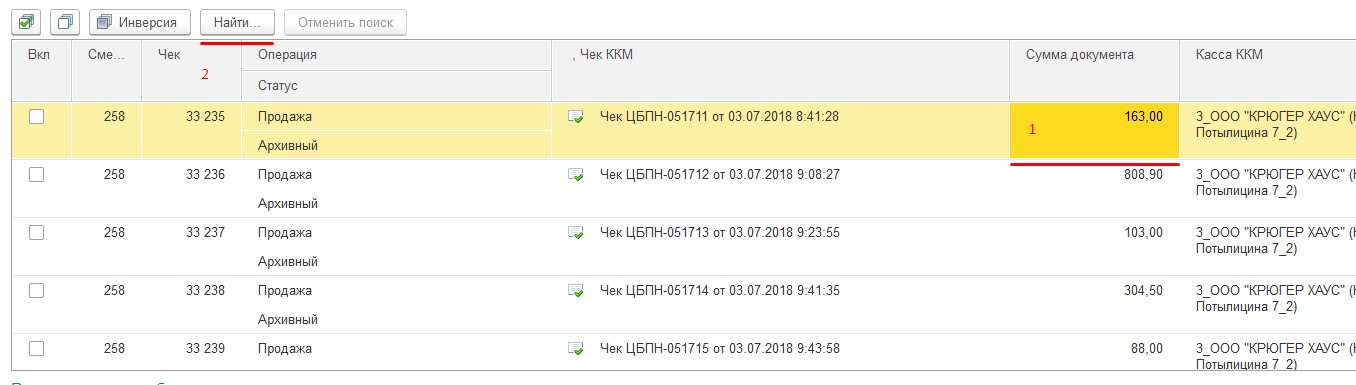 Инверсия Найти... Отменить поиск
Вкл Сме... Чек Операция , Чек ККМ Сумма документа Касса ККМ
2
Статус
258 33 235 Продажа Чек ЦБПН-051711 от 03.07.2018 8:41:28 163,00 3_ООО "КРЮГЕР ХАУС" (
1
Архивный Потылицина 7_2)
258 33 236 Продажа Чек ЦБПН-051712 от 03.07.2018 9:08:27 808,90 3_ООО "КРЮГЕР ХАУС" (
Архивный Потылицина 7_2)
258 33 237 Продажа Чек ЦБПН-051713 от 03.07.2018 9:23:55 103,00 3_ООО "КРЮГЕР ХАУС" (
Архивный Потылицина 7_2)
258 33 238 Продажа Чек ЦБПН-051714 от 03.07.2018 9:41:35 304,50 3_ООО "КРЮГЕР ХАУС" (
Архивный Потылицина 7_2)
258 33 239 Продажа Чек ЦБПН-051715 от 03.07.2018 9:43:58 88,00 3_ООО "КРЮГЕР ХАУС" (
Потылицина 7_2)